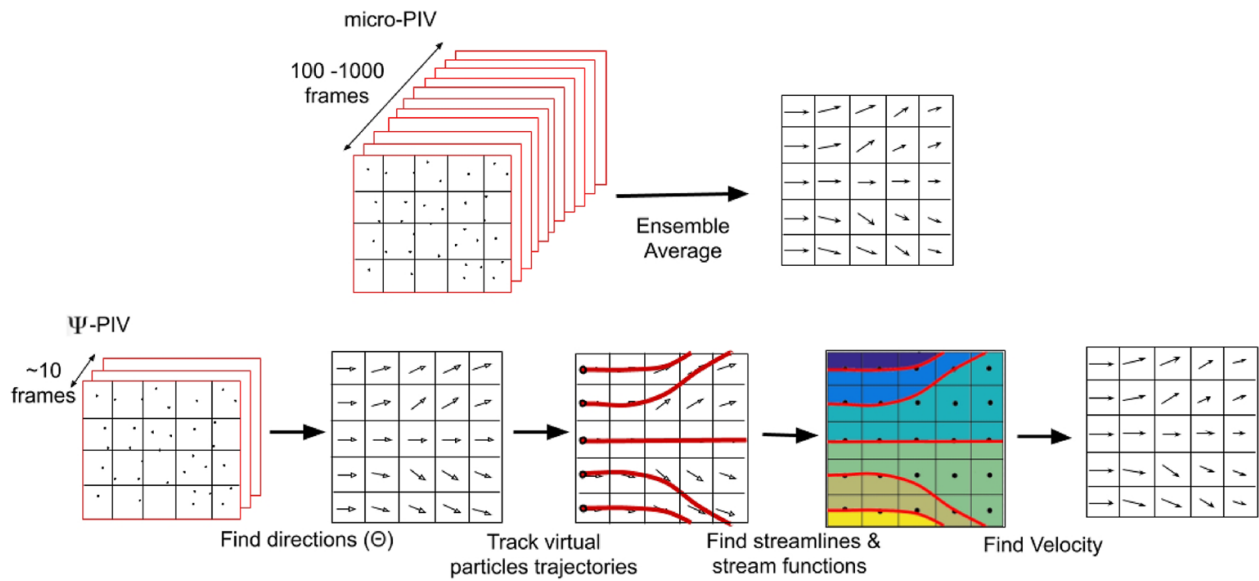 micro-PIV
100 -1000
frames
Ensemble
Average
Ψ-PIV
~10
frames
Find directions (Θ)
Track virtual
particles trajectories
Find streamlines &
stream functions
Find Velocity